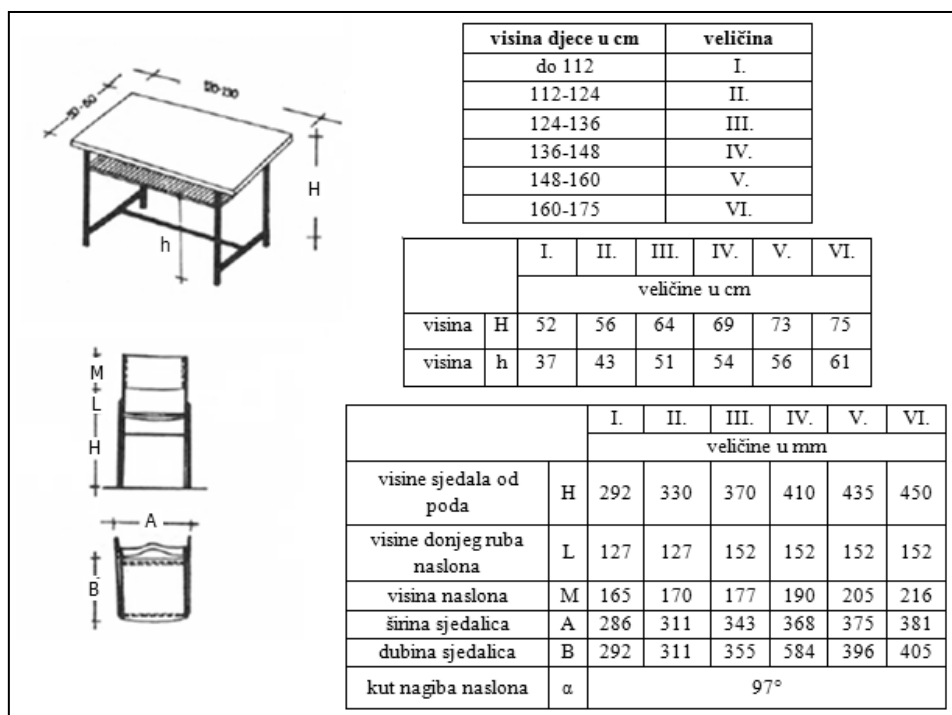 50-60
120-130
H
h
M
L
H
A
B
visina djece u cm veličina
do 112 I.
112-124 II.
124-136 III.
136-148 IV.
148-160 V.
160-175 VI.
I. II. III. IV. V. VI.
veličine u cm
visina H 52 56 64 69 73 75
visina h 37 43 51 54 56 61
I. II. III. IV. V. VI.
veličine u mm
visine sjedala od
poda H 292 330 370 410 435 450
visine donjeg ruba
naslona L 127 127 152 152 152 152
visina naslona M 165 170 177 190 205 216
širina sjedalica A 286 311 343 368 375 381
dubina sjedalica B 292 311 355 584 396 405
kut nagiba naslona α 97°